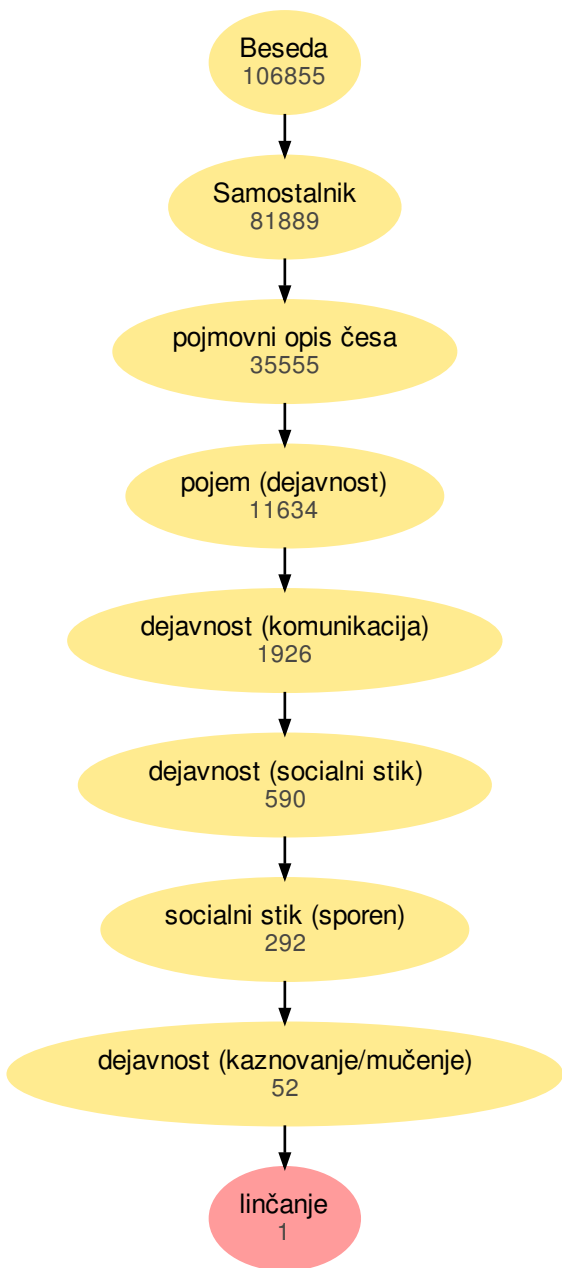 Beseda
106855
Samostalnik
81889
pojmovni opis česa
35555
pojem (dejavnost)
11634
dejavnost (komunikacija)
1926
dejavnost (socialni stik)
590
socialni stik (sporen)
292
dejavnost (kaznovanje/mučenje)
52
linčanje
1